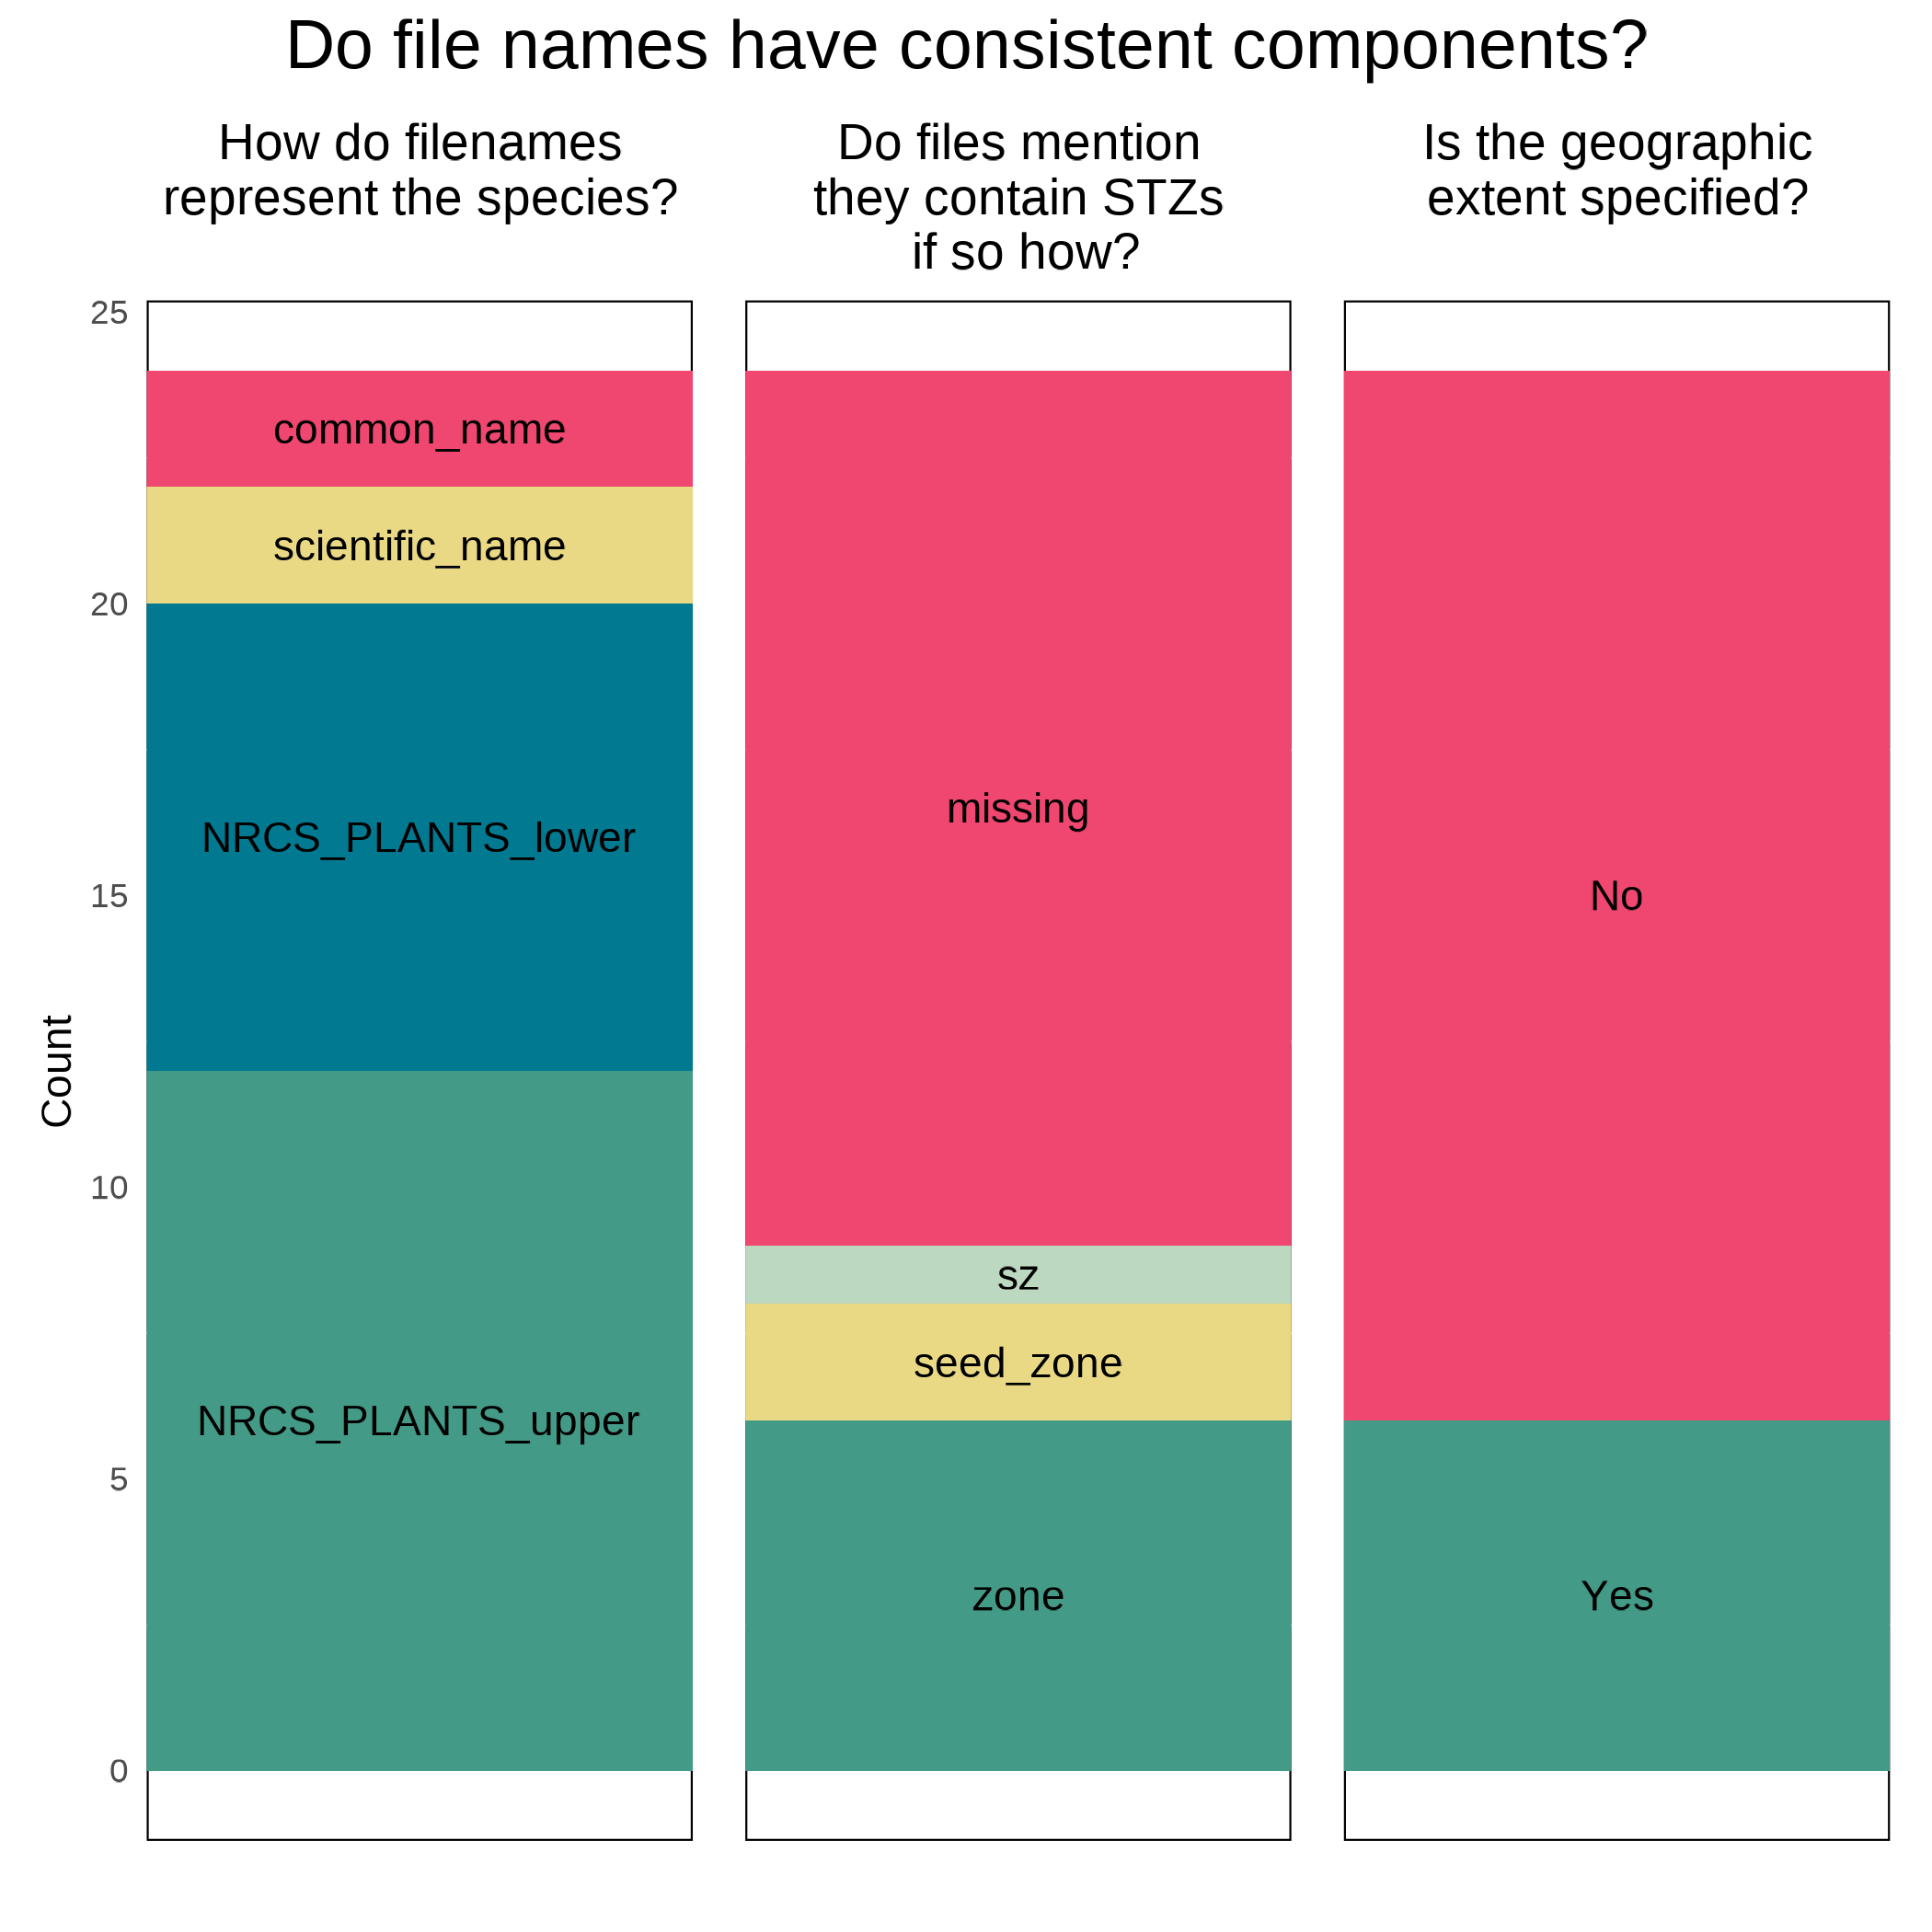 Do file names have consistent components?
How do filenames
represent the species?
Do files mention
they contain STZs
if so how?
Is the geographic
extent specified?
Count
25
20
15
10
5
0
common_name
scientific_name
NRCS_PLANTS_lower
NRCS_PLANTS_upper
missing
sz
seed_zone
zone
No
Yes